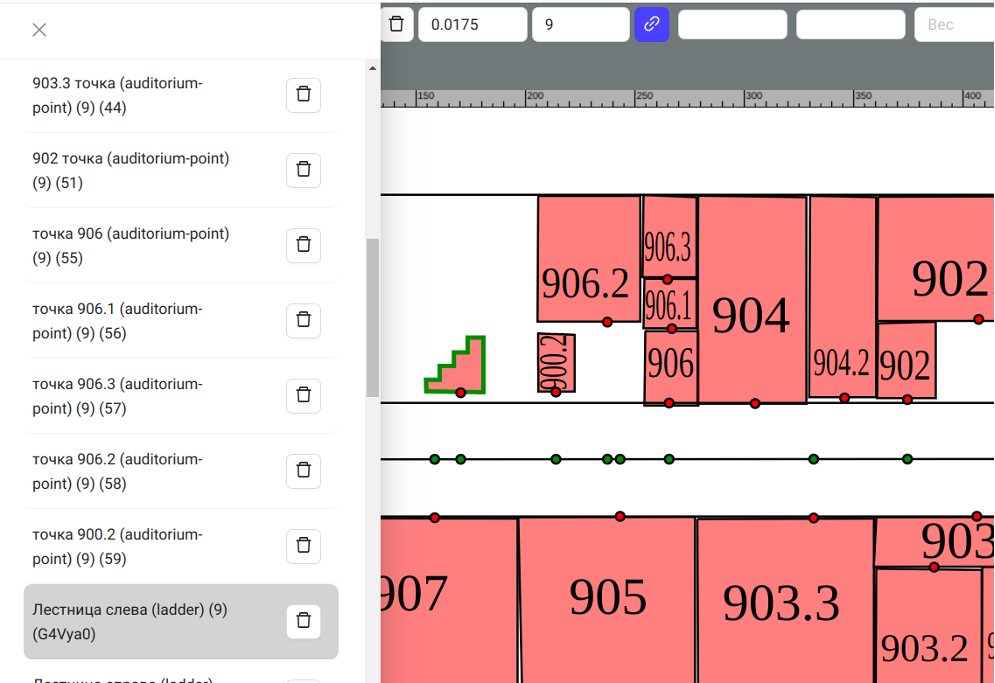 0.0175
9
Вес
903.3 точка (auditorium-
point) (9) (44)
902 точка (auditorium-point)
(9) (51)
точка 906 (auditorium-point)
(9) (55)
точка 906.1 (auditorium-
point) (9) (56)
точка 906.3 (auditorium-
point) (9) (57)
точка 906.2 (auditorium-
point) (9) (58)
точка 900.2 (auditorium-
point) (9) (59)
Лестница слева (ladder) (9)
(G4Vya0)
150
200
250
300
350
400
906.2
906.3
906.1
906
904
904.2
902
902
900.2
907
905
903.3
903
903.2